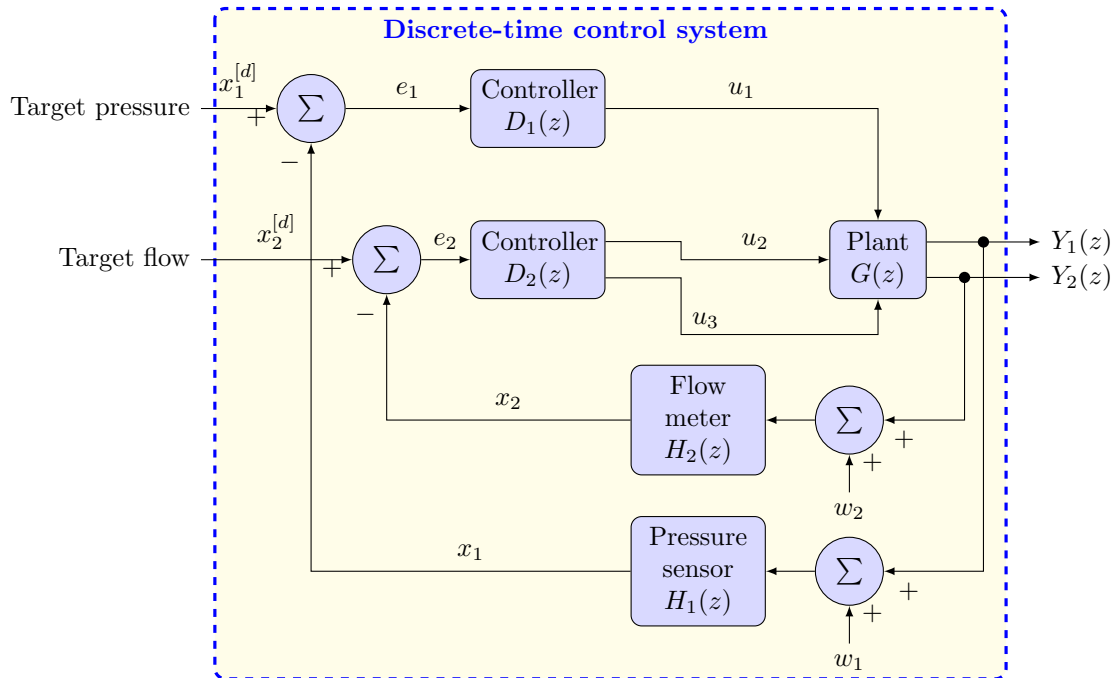 Discrete-time control system
Target pressure
x_1^{[d]}
+
Σ
−
e_1
Controller
D_1(z)
u_1
Target flow
x_2^{[d]}
+
Σ
−
e_2
Controller
D_2(z)
u_2
u_3
Plant
G(z)
Y_1(z)
Y_2(z)
x_2
Flow
meter
H_2(z)
Σ
+
+
w_2
x_1
Pressure
sensor
H_1(z)
Σ
+
+
w_1